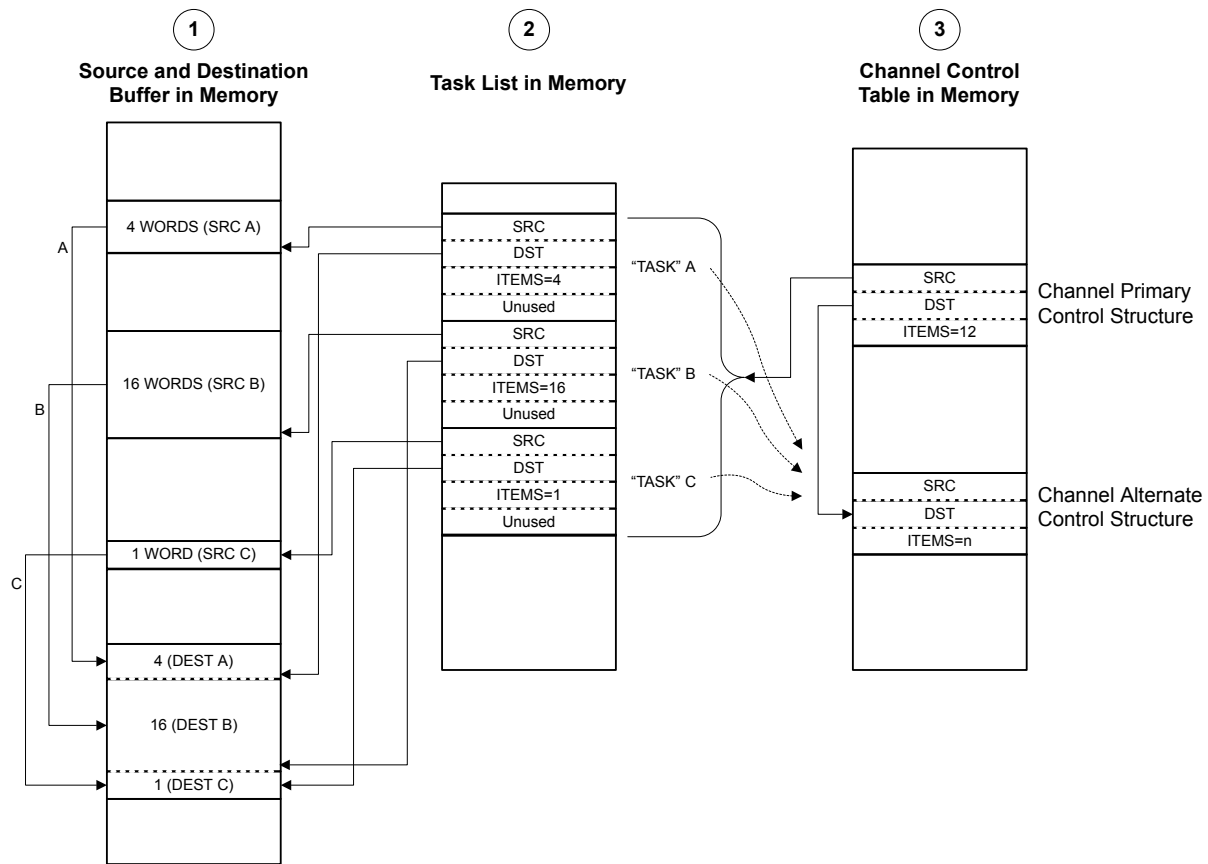 1
Source and Destination
Buffer in Memory
4 WORDS (SRC A)
A
16 WORDS (SRC B)
B
1 WORD (SRC C)
C
4 (DEST A)
16 (DEST B)
1 (DEST C)
2
Task List in Memory
SRC
DST
ITEMS=4
Unused
SRC
DST
ITEMS=16
Unused
SRC
DST
ITEMS=1
Unused
“TASK” A
“TASK” B
“TASK” C
3
Channel Control
Table in Memory
SRC
DST
ITEMS=12
Channel Primary
Control Structure
SRC
DST
ITEMS=n
Channel Alternate
Control Structure